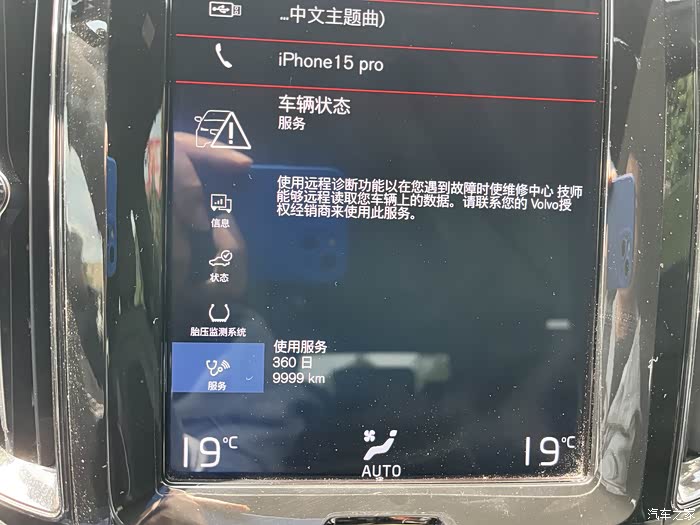 ...中文主题曲)
iPhone15 pro
车辆状态
服务
使用远程诊断功能以在您遇到故障时使维修中心 技师
能够远程读取您车辆上的数据。请联系您的 Volvo授
权经销商来使用此服务。
信息
状态
胎压监测系统
服务
使用服务
360 日
9999 km
19°C
AUTO
19°C
汽车之家